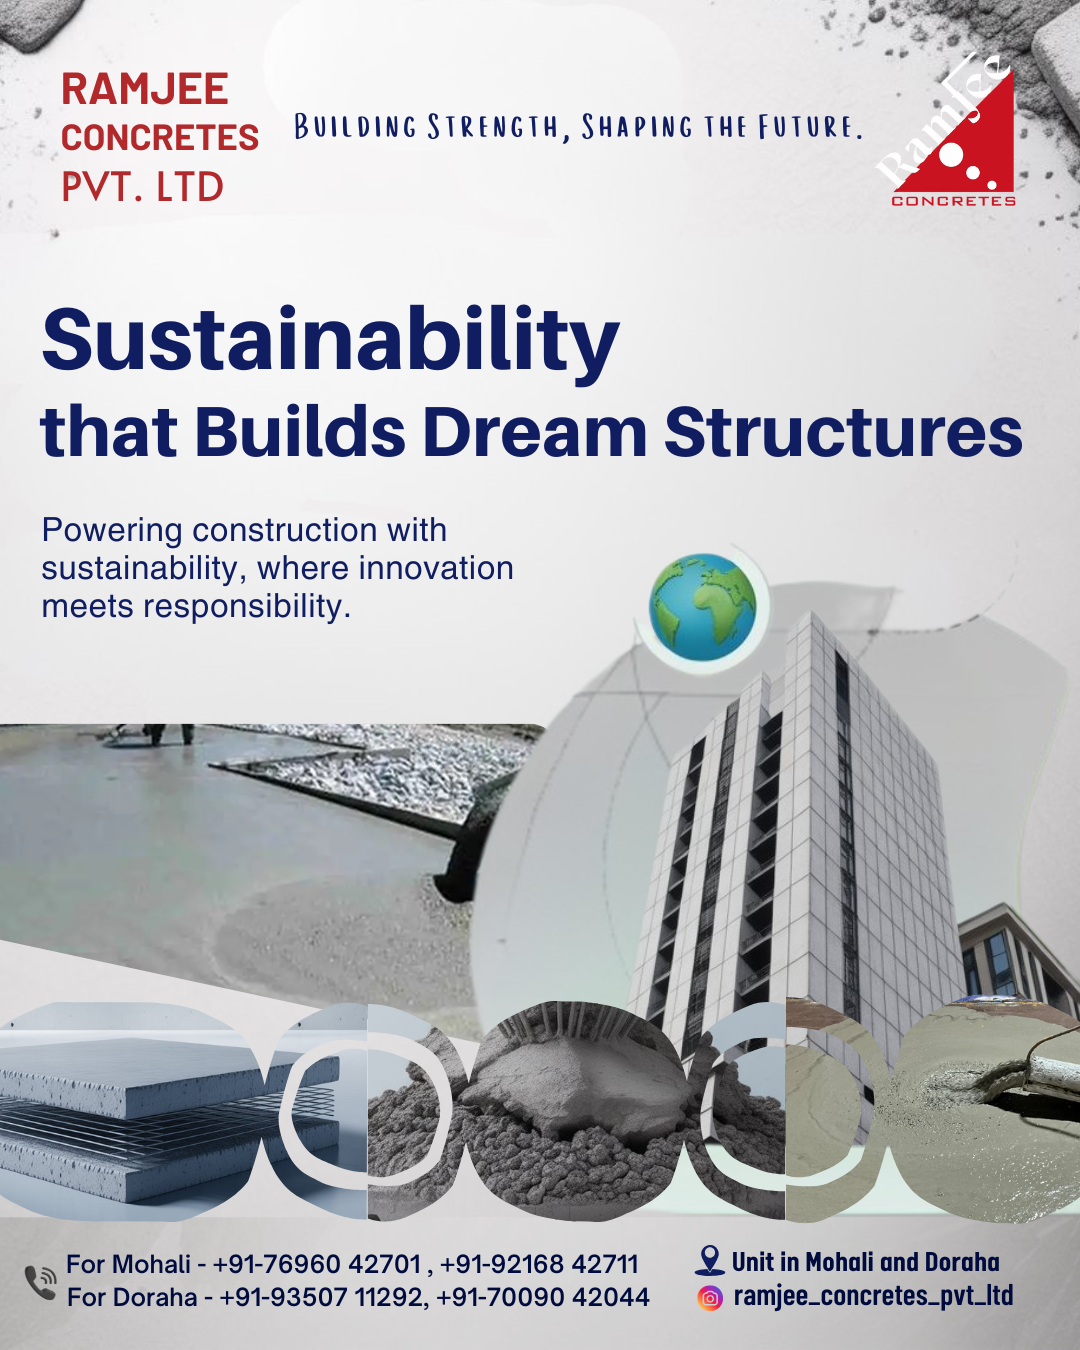 RAMJEE
CONCRETES
PVT. LTD
Building Strength, Shaping the Future.
Ramjee
CONCRETES
Sustainability
that Builds Dream Structures
Powering construction with
sustainability, where innovation
meets responsibility.
For Mohali - +91-76960 42701 , +91-92168 42711
For Doraha - +91-93507 11292, +91-70090 42044
Unit in Mohali and Doraha
ramjee_concretes_pvt_ltd